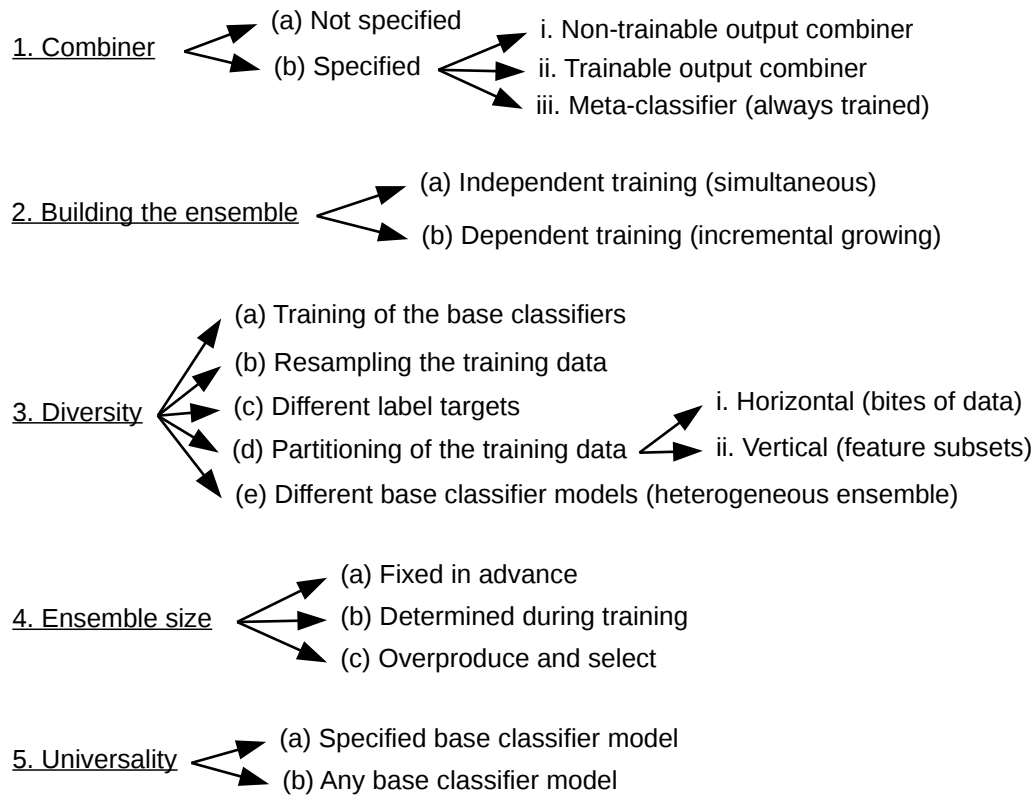 (a) Not specified
1. Combiner
i. Non-trainable output combiner
(b) Specified
ii. Trainable output combiner
iii. Meta-classifier (always trained)
(a) Independent training (simultaneous)
2. Building the ensemble
(b) Dependent training (incremental growing)
(a) Training of the base classifiers
(b) Resampling the training data
3. Diversity
(c) Different label targets
(d) Partitioning of the training data
i. Horizontal (bites of data)
ii. Vertical (feature subsets)
(e) Different base classifier models (heterogeneous ensemble)
(a) Fixed in advance
4. Ensemble size
(b) Determined during training
(c) Overproduce and select
(a) Specified base classifier model
5. Universality
(b) Any base classifier model